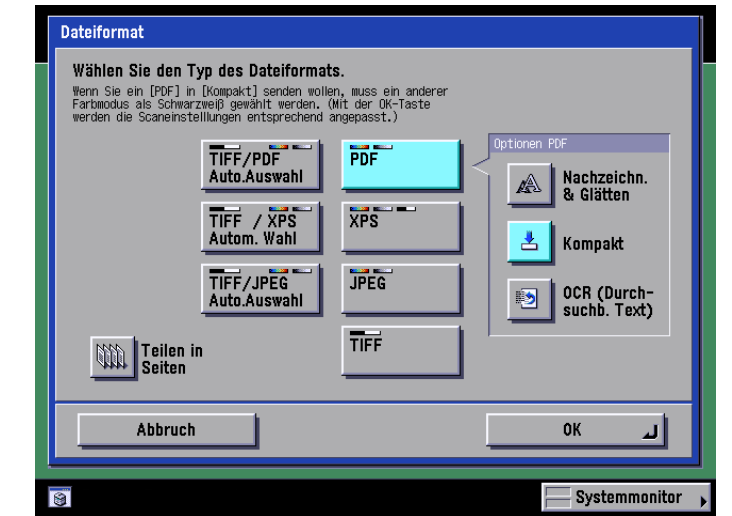 Dateiformat
Wählen Sie den Typ des Dateiformats.
Wenn Sie ein [PDF] in [Kompakt] senden wollen, muss ein anderer
Farbmodus als Schwarzweiß gewählt werden. (Mit der OK-Taste
werden die Scaneinstelllungen entsprechend angepasst.)
TIFF/PDF
Auto.Auswahl
PDF
TIFF / XPS
Autom. Wahl
XPS
TIFF/JPEG
Auto.Auswahl
JPEG
TIFF
Teilen in
Seiten
Optionen PDF
Nachzeichn.
& Glätten
Kompakt
OCR (Durch-
suchb. Text)
Abbruch
OK
Systemmonitor